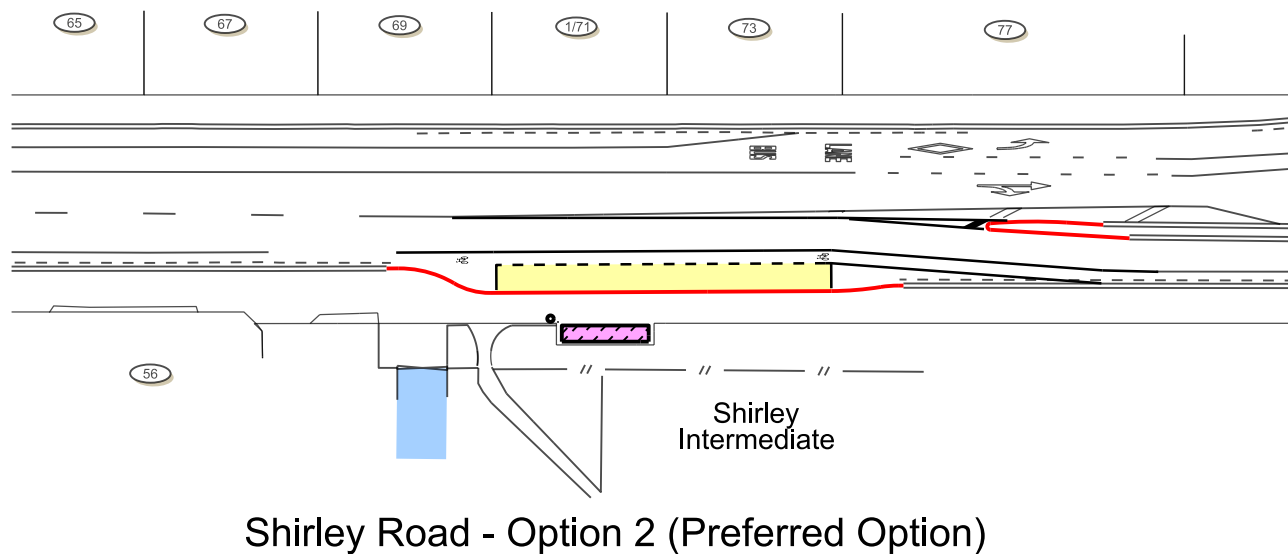 65
67
69
1/71
73
77
56
Shirley
Intermediate
Shirley Road - Option 2 (Preferred Option)